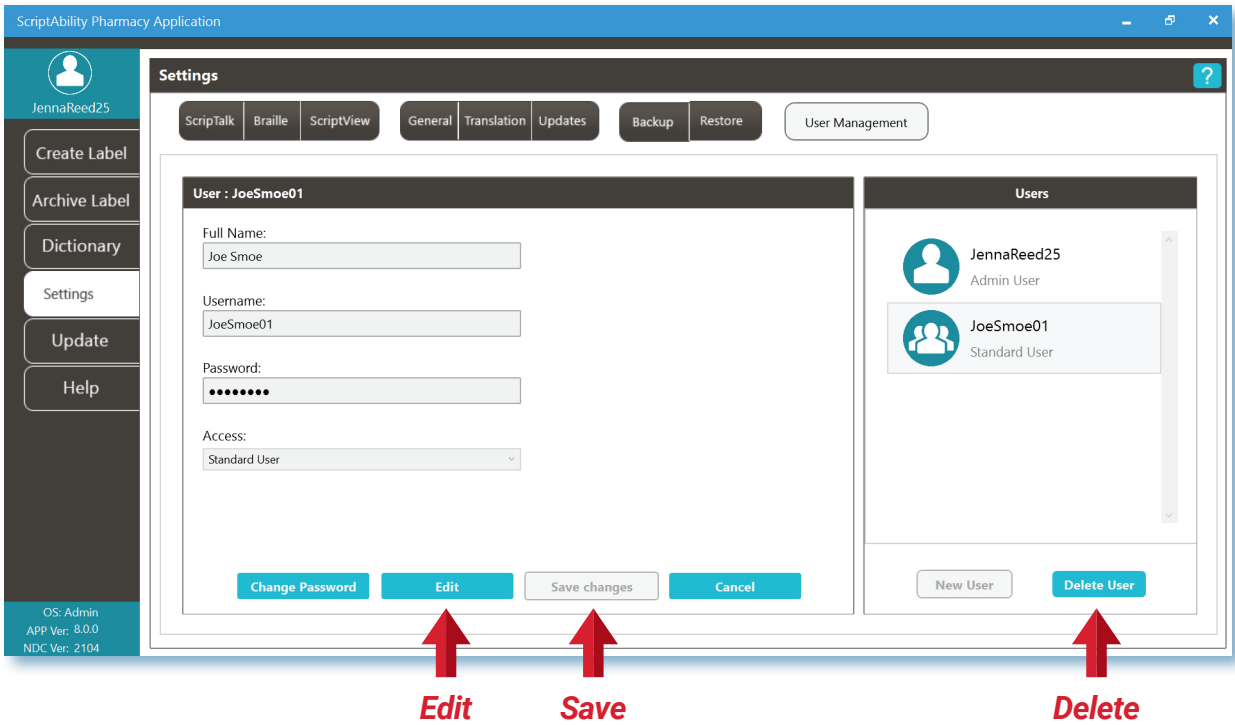 ScriptAbility Pharmacy Application
JennaReed25
Create Label
Archive Label
Dictionary
Settings
Update
Help
OS: Admin
APP Ver: 8.0.0
NDC Ver: 2104
Settings
?
ScripTalk Braille ScriptView General Translation Updates Backup Restore User Management
User : JoeSmoe01
Full Name:
Joe Smoe
Username:
JoeSmoe01
Password:
●●●●●●●●
Access:
Standard User
Change Password Edit Save changes Cancel
Users
JennaReed25
Admin User
JoeSmoe01
Standard User
New User Delete User
Edit Save Delete